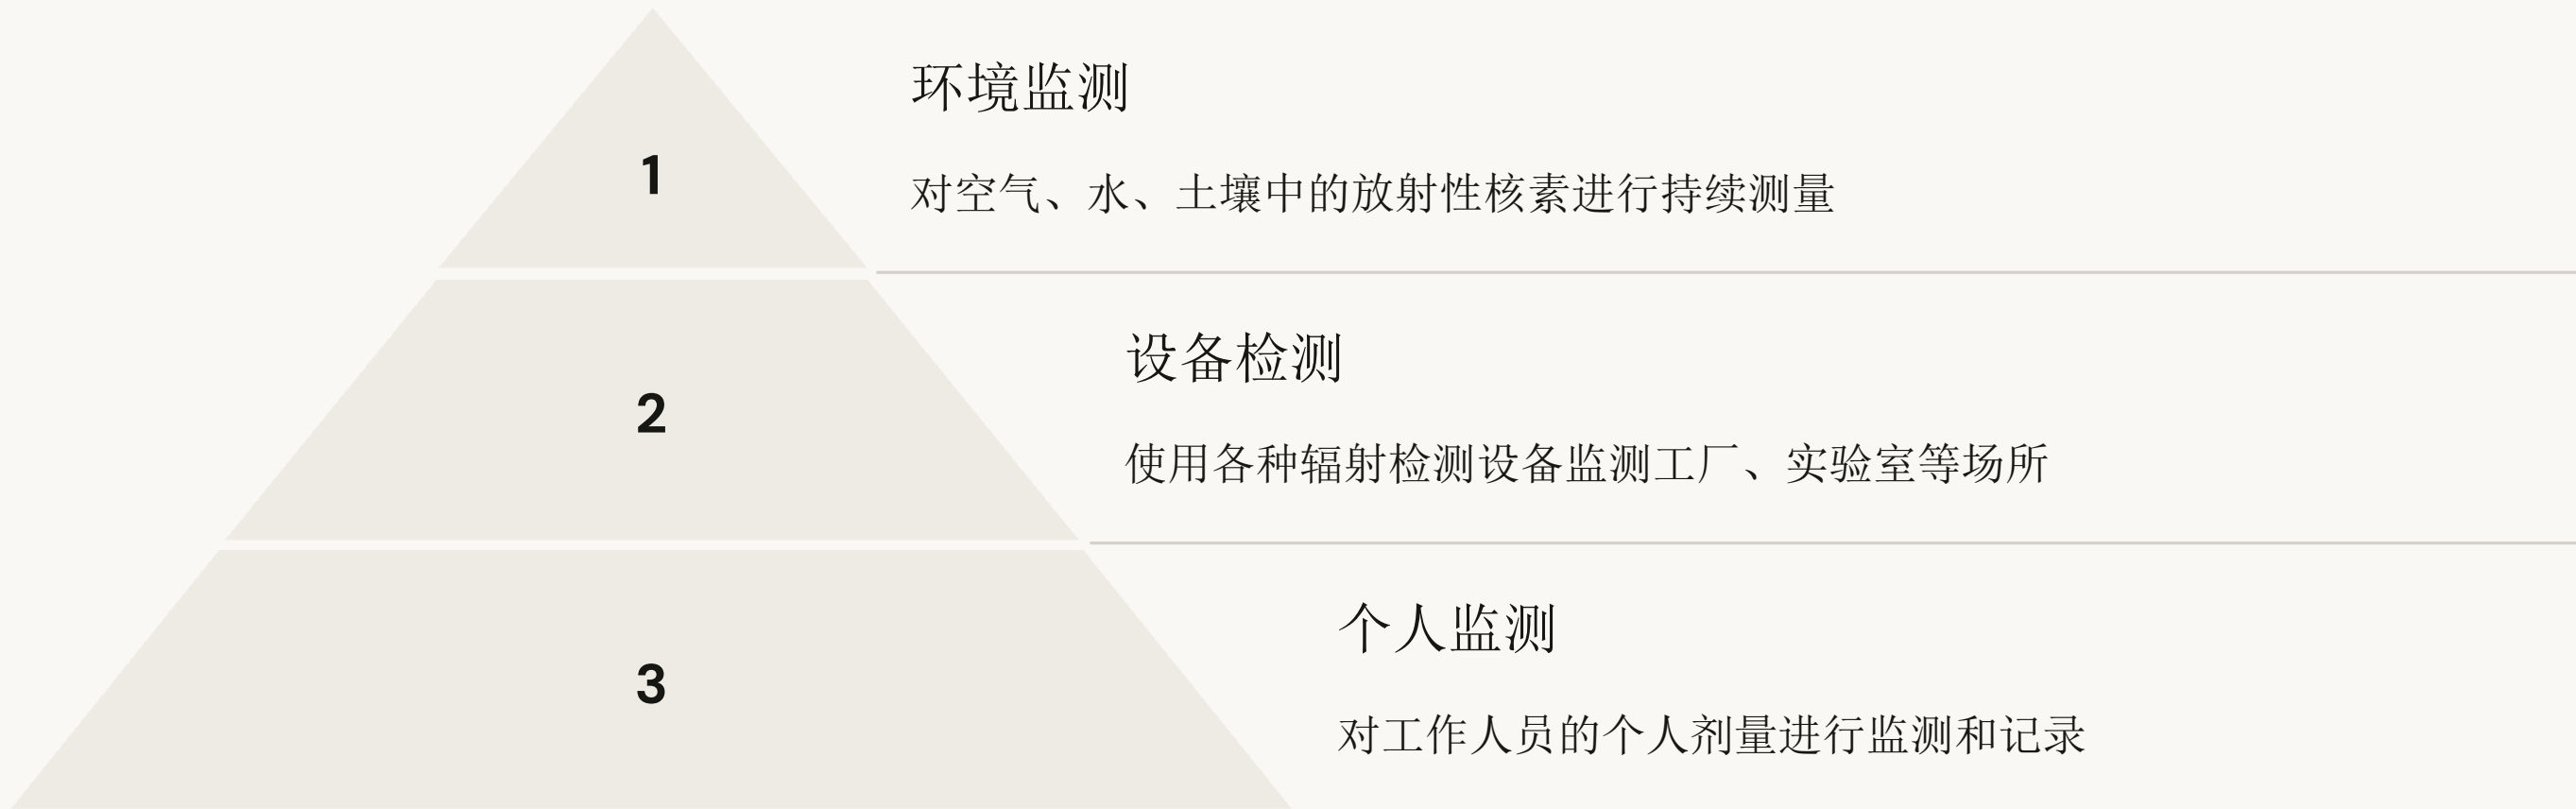 1
环境监测
对空气、水、土壤中的放射性核素进行持续测量
2
设备检测
使用各种辐射检测设备监测工厂、实验室等场所
3
个人监测
对工作人员的个人剂量进行监测和记录